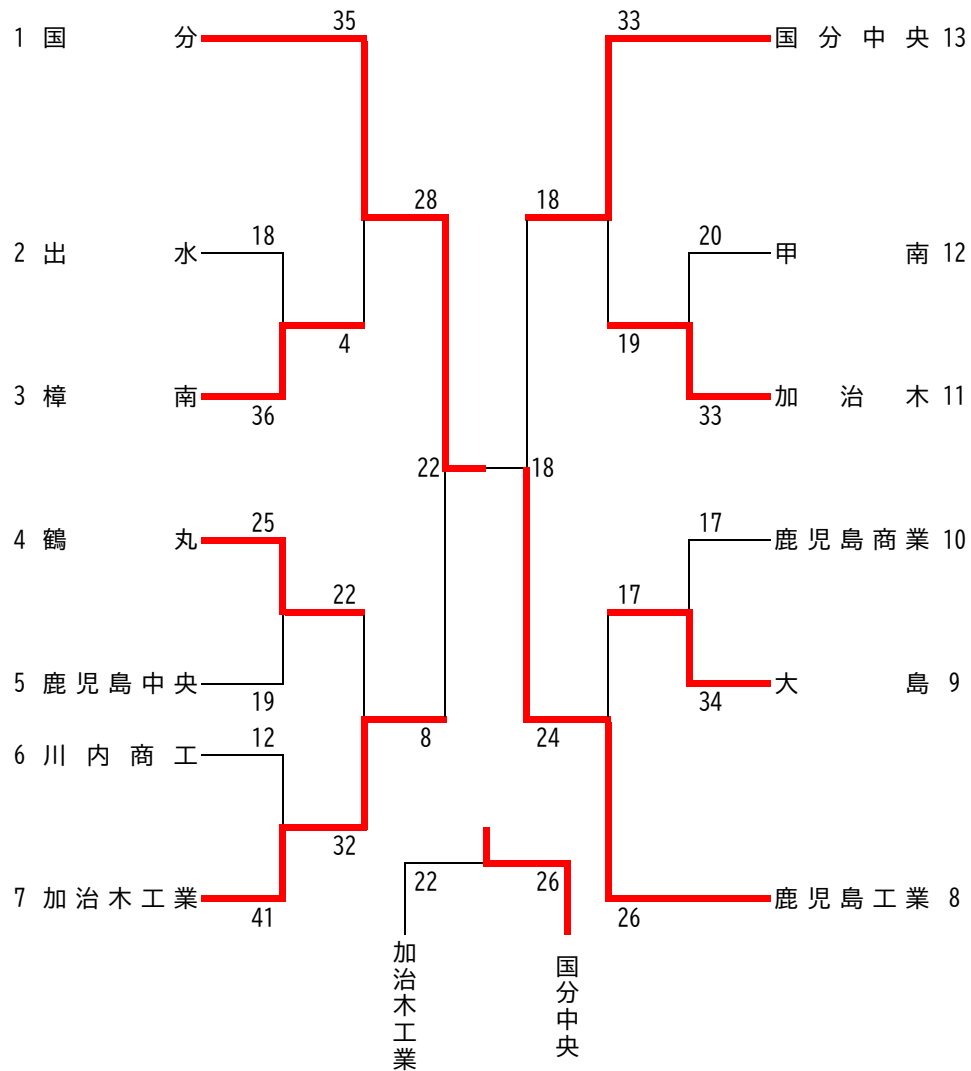 35
33
1 国分
国分中央 13
28
18
18
20
2 出水
甲南 12
4
19
3 樟南
加治木 11
36
33
22
18
25
17
4 鶴丸
鹿児島商業 10
22
17
5 鹿児島中央
大島 9
19
34
12
8
24
6 川内商工
32
22
26
7 加治木工業
鹿児島工業 8
41
26
加治木工業
国分中央